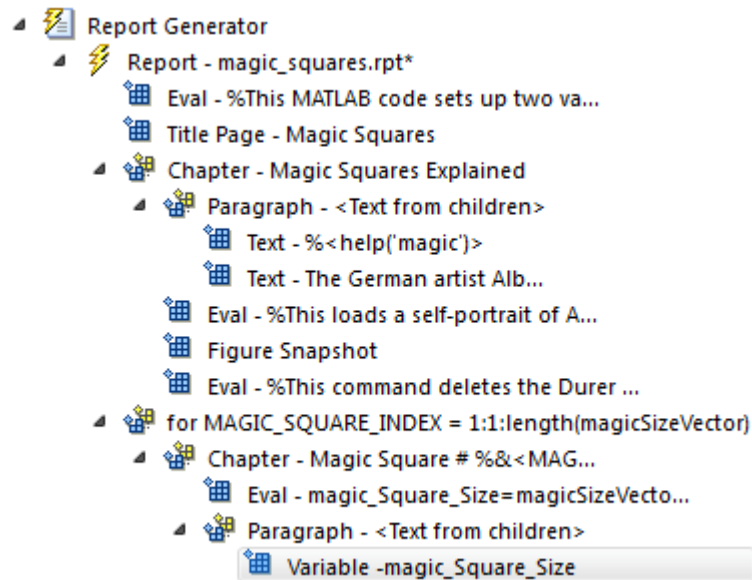 Report Generator
Report - magic_squares.rpt*
Eval - %This MATLAB code sets up two va...
Title Page - Magic Squares
Chapter - Magic Squares Explained
Paragraph - <Text from children>
Text - %<help('magic')>
Text - The German artist Alb...
Eval - %This loads a self-portrait of A...
Figure Snapshot
Eval - %This command deletes the Durer ...
for MAGIC_SQUARE_INDEX = 1:1:length(magicSizeVector)
Chapter - Magic Square # %&<MAG...
Eval - magic_Square_Size=magicSizeVecto...
Paragraph - <Text from children>
Variable -magic_Square_Size